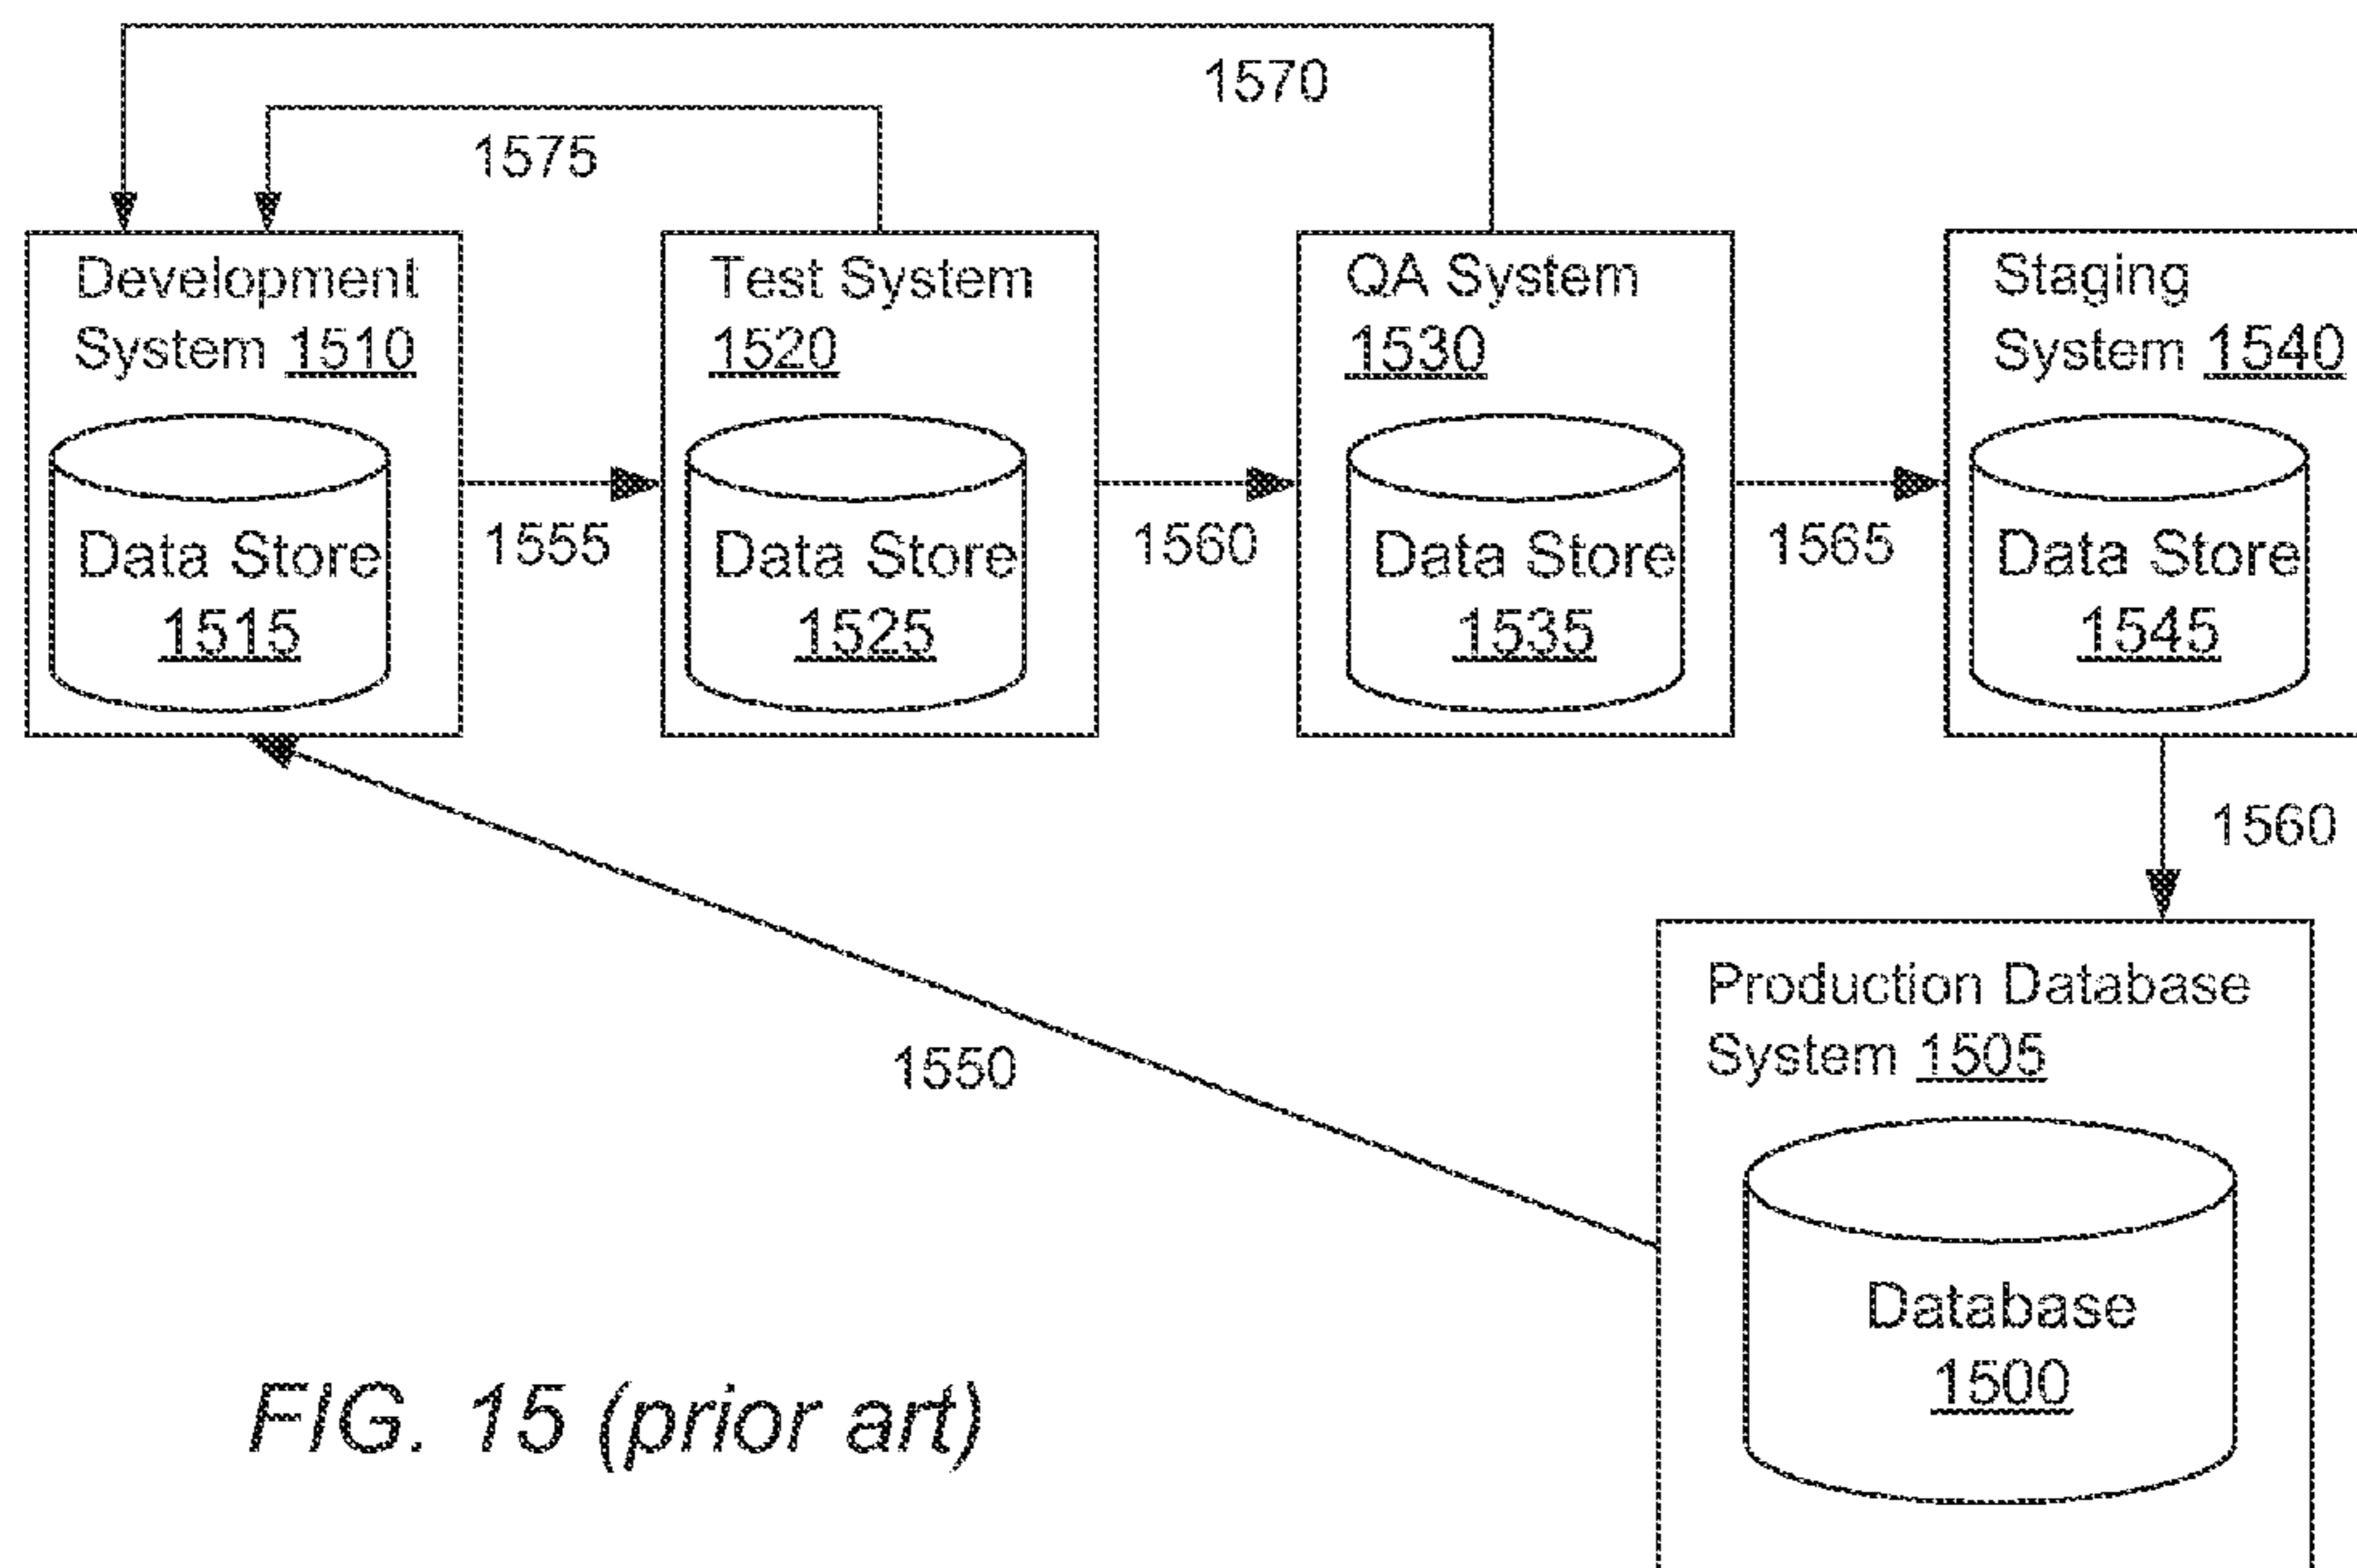 1570
1575
Development
System 1510
Data Store
1515
1555
Test System
1520
Data Store
1525
1560
QA System
1530
Data Store
1535
1565
Staging
System 1540
Data Store
1545
1560
1550
Production Database
System 1505
Database
1500
FIG. 15 (prior art)